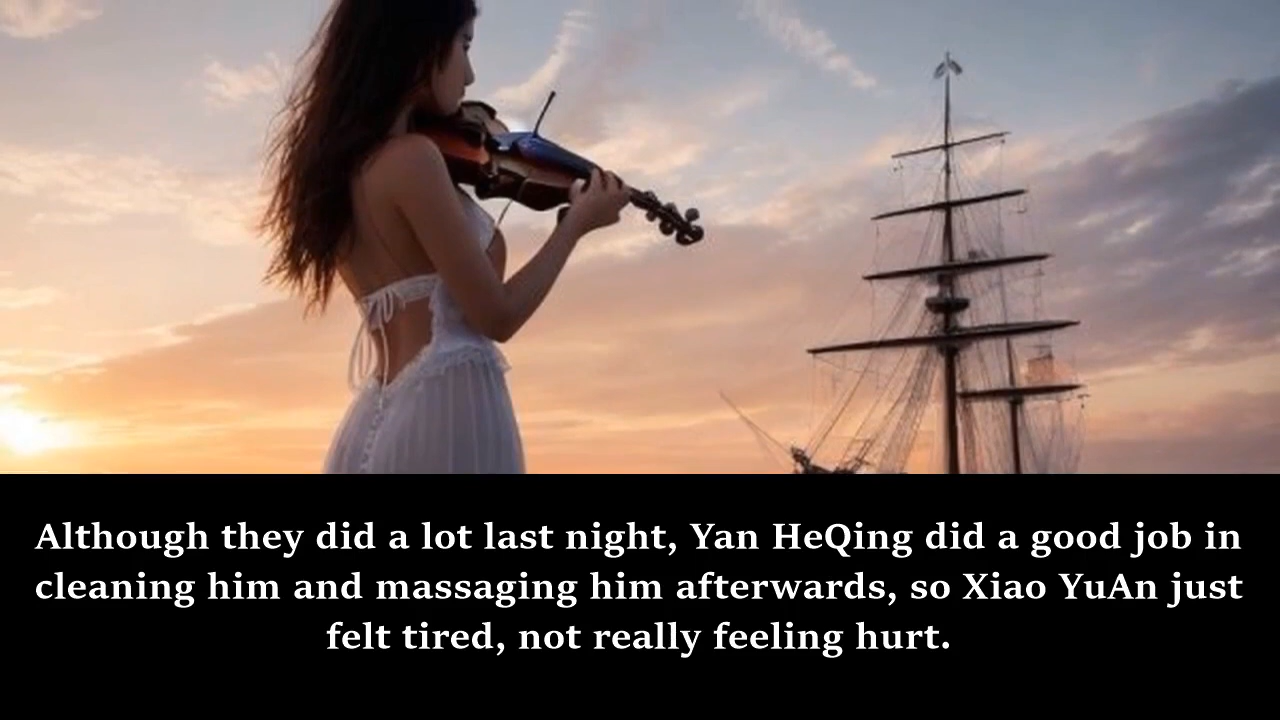 Although they did a lot last night, Yan HeQing did a good job in
cleaning him and massaging him afterwards, so Xiao YuAn just
felt tired, not really feeling hurt.